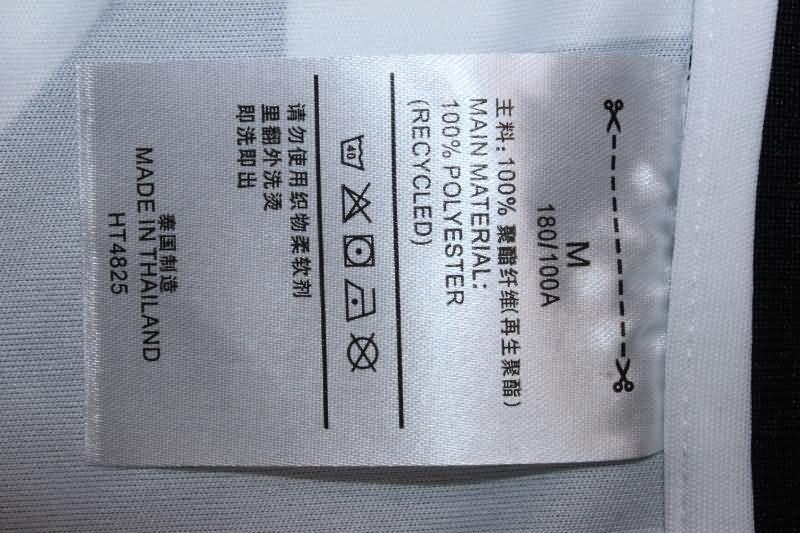 M
180/100A
主料: 100% 聚酯纤维(再生聚酯)
MAIN MATERIAL:
100% POLYESTER
(RECYCLED)
40
请勿使用织物柔软剂
里翻外洗烫
即洗即出
泰国制造
MADE IN THAILAND
HT4825